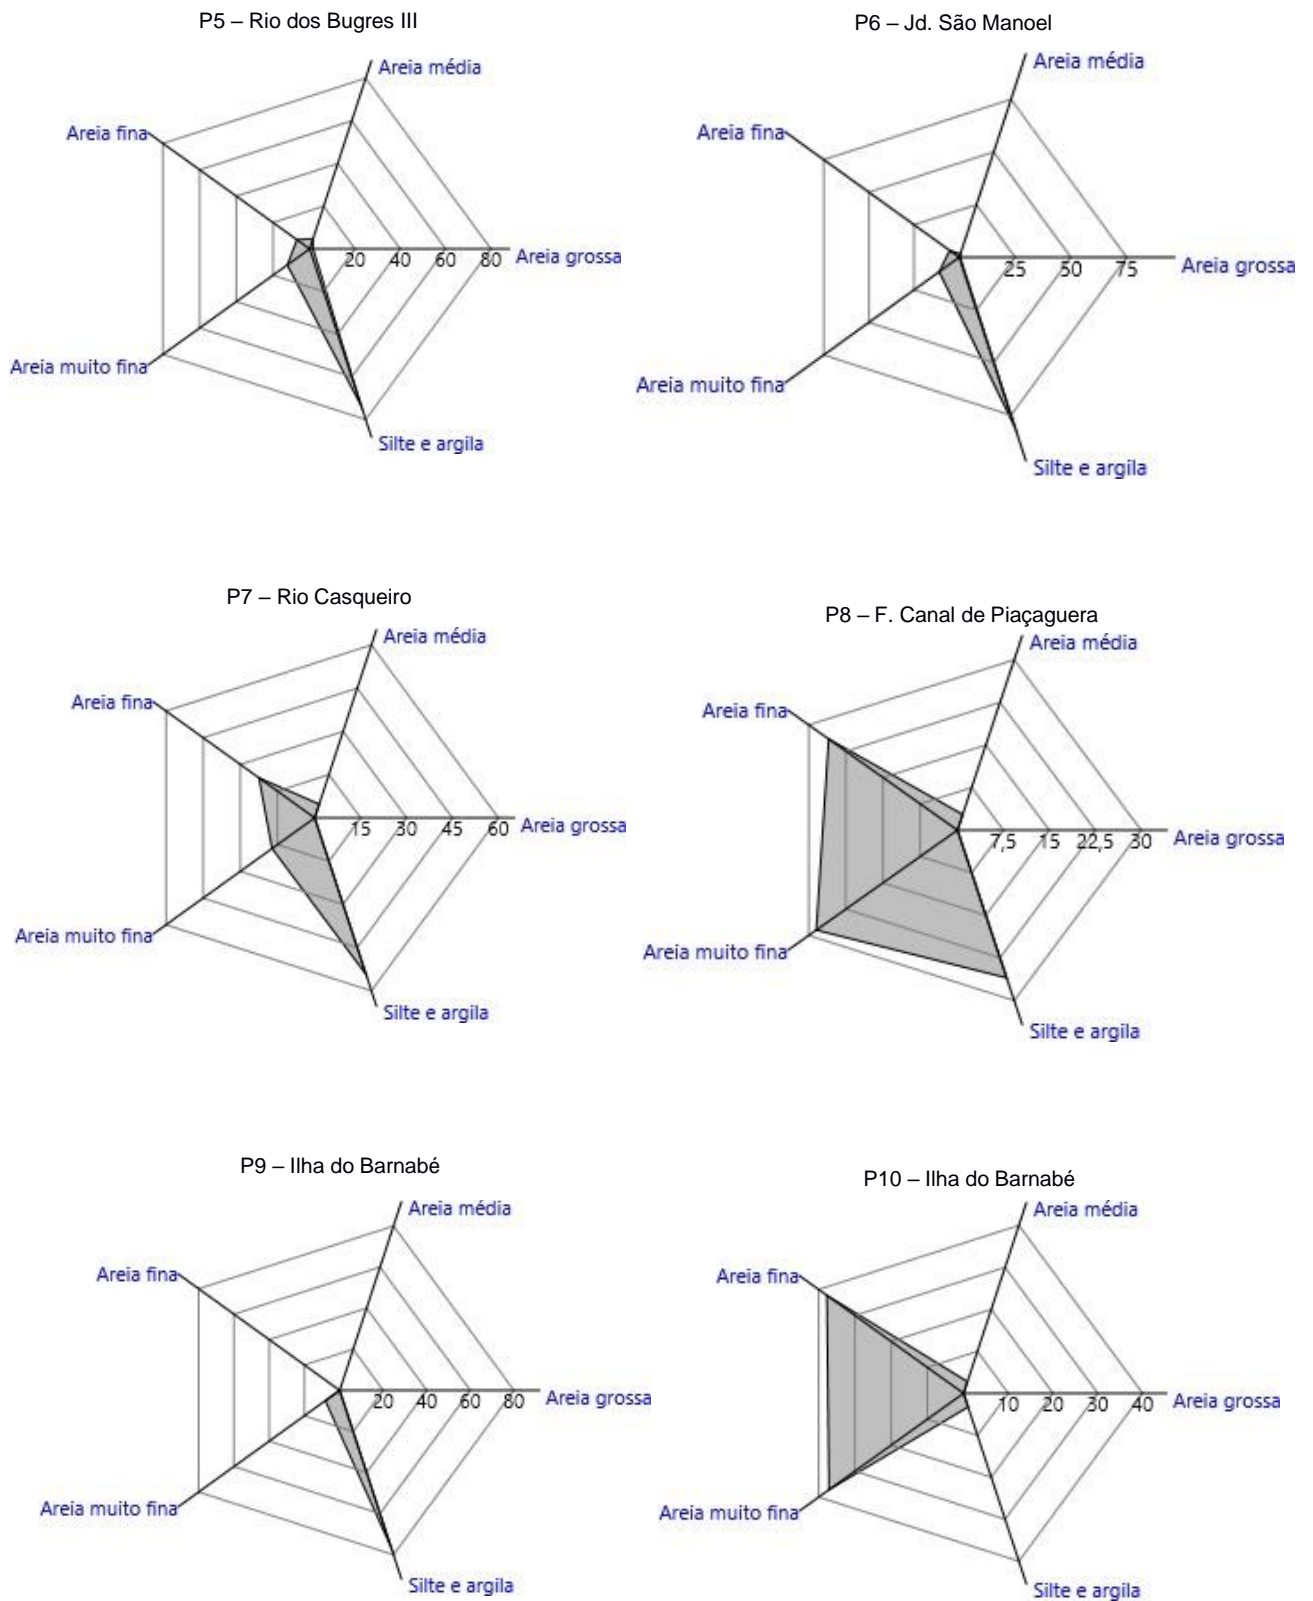 P5 – Rio dos Bugres III
Areia média
Areia fina
20 40 60 80
Areia grossa
Areia muito fina
Silte e argila
P6 – Jd. São Manoel
Areia média
Areia fina
25 50 75
Areia grossa
Areia muito fina
Silte e argila
P7 – Rio Casqueiro
Areia média
Areia fina
15 30 45 60
Areia grossa
Areia muito fina
Silte e argila
P8 – F. Canal de Piaçaguera
Areia média
Areia fina
7,5 15 22,5 30
Areia grossa
Areia muito fina
Silte e argila
P9 – Ilha do Barnabé
Areia média
Areia fina
20 40 60 80
Areia grossa
Areia muito fina
Silte e argila
P10 – Ilha do Barnabé
Areia média
Areia fina
10 20 30 40
Areia grossa
Areia muito fina
Silte e argila